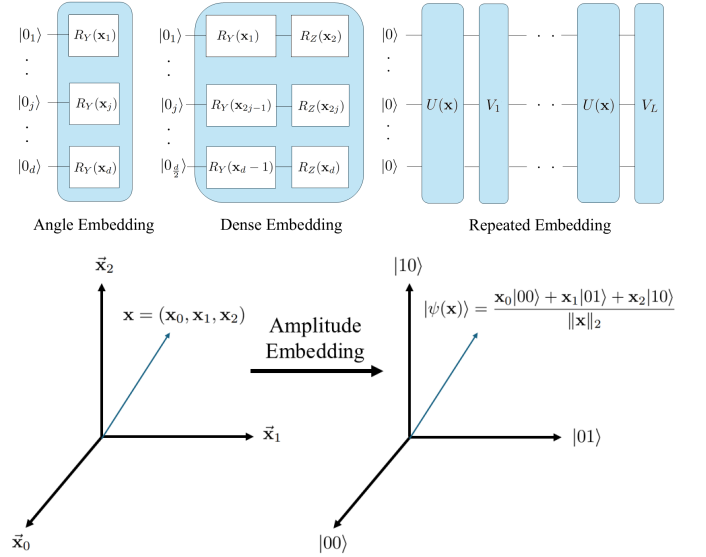 |0₁⟩ R_Y(x₁)
|0_j⟩ R_Y(x_j)
|0_d⟩ R_Y(x_d)
Angle Embedding
|0₁⟩ R_Y(x₁) R_Z(x₂)
|0_j⟩ R_Y(x_{2j−1}) R_Z(x_{2j})
|0_{d/2}⟩ R_Y(x_d − 1) R_Z(x_d)
Dense Embedding
|0⟩
|0⟩ U(x) V₁ · · U(x) V_L
|0⟩
Repeated Embedding
x⃗₂
x = (x₀, x₁, x₂)
x⃗₁
x⃗₀
Amplitude
Embedding
|10⟩
|ψ(x)⟩ = \frac{x₀|00⟩ + x₁|01⟩ + x₂|10⟩}{‖x‖₂}
|01⟩
|00⟩